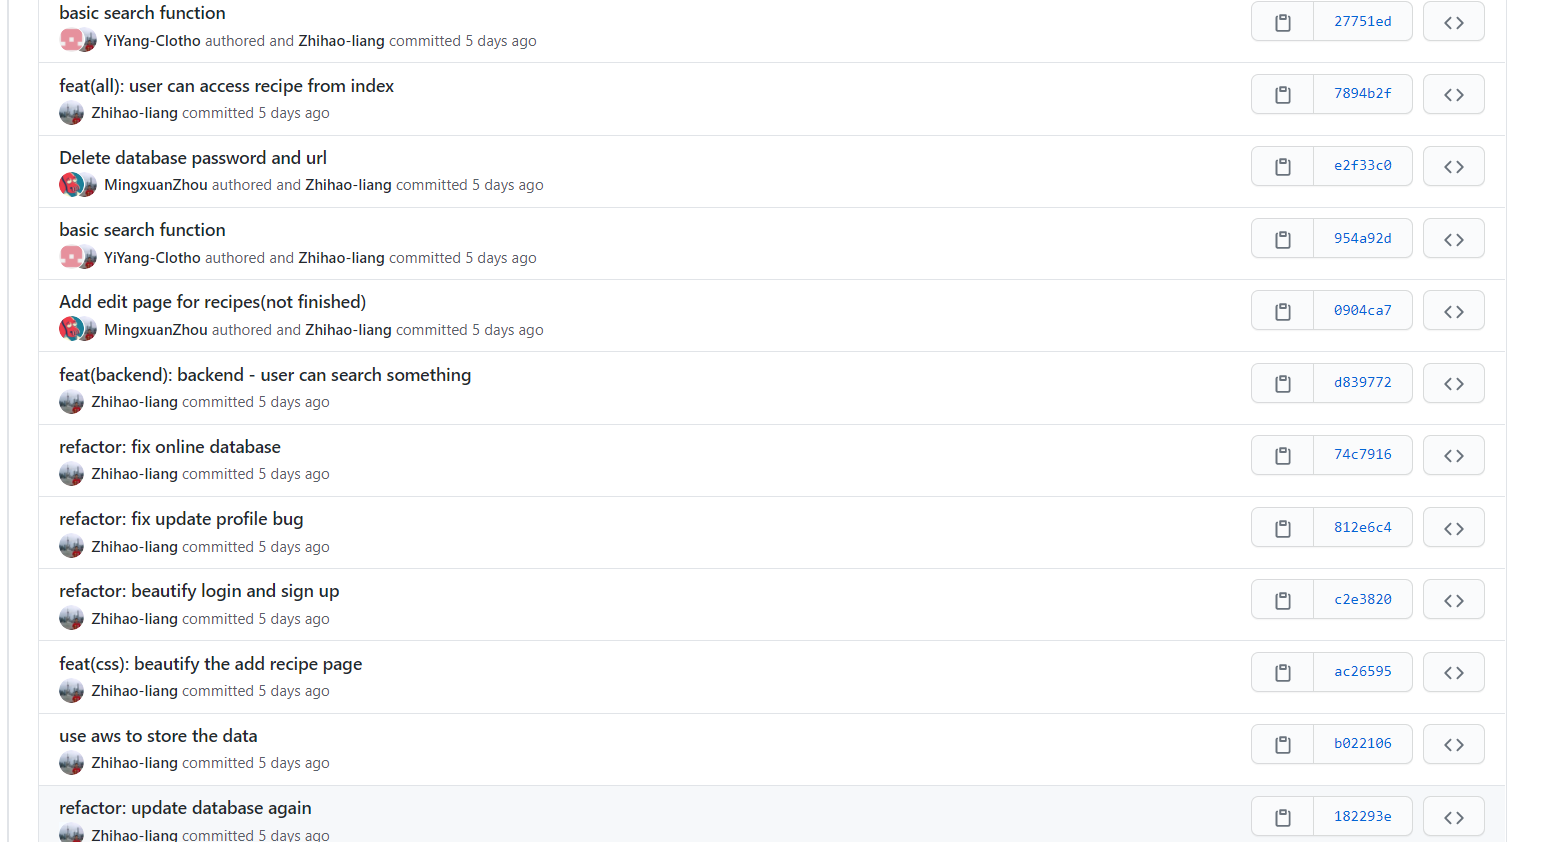 basic search function
27751ed
YiYang-Clotho authored and Zhihao-liang committed 5 days ago
feat(all): user can access recipe from index
7894b2f
Zhihao-liang committed 5 days ago
Delete database password and url
e2f33c0
MingxuanZhou authored and Zhihao-liang committed 5 days ago
basic search function
954a92d
YiYang-Clotho authored and Zhihao-liang committed 5 days ago
Add edit page for recipes(not finished)
0904ca7
MingxuanZhou authored and Zhihao-liang committed 5 days ago
feat(backend): backend - user can search something
d839772
Zhihao-liang committed 5 days ago
refactor: fix online database
74c7916
Zhihao-liang committed 5 days ago
refactor: fix update profile bug
812e6c4
Zhihao-liang committed 5 days ago
refactor: beautify login and sign up
c2e3820
Zhihao-liang committed 5 days ago
feat(css): beautify the add recipe page
ac26595
Zhihao-liang committed 5 days ago
use aws to store the data
b022106
Zhihao-liang committed 5 days ago
refactor: update database again
182293e
Zhihao-liang committed 5 days ago